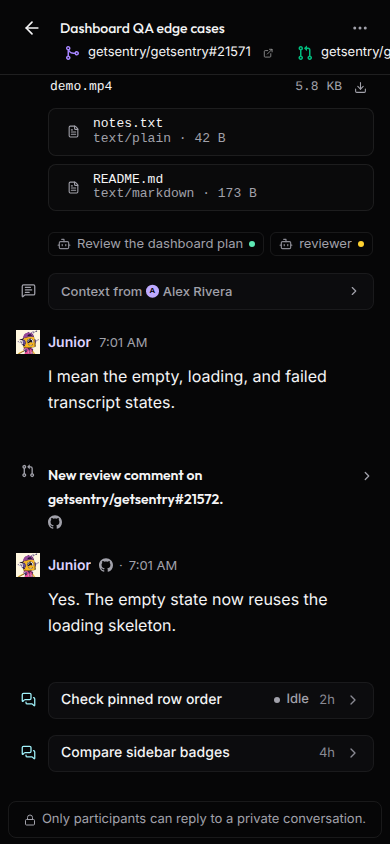 Dashboard QA edge cases
getsentry/getsentry#21571 getsentry/g
demo.mp4 5.8 KB
notes.txt
text/plain · 42 B
README.md
text/markdown · 173 B
Review the dashboard plan reviewer
Context from A Alex Rivera
Junior 7:01 AM
I mean the empty, loading, and failed
transcript states.
New review comment on
getsentry/getsentry#21572.
Junior · 7:01 AM
Yes. The empty state now reuses the
loading skeleton.
Check pinned row order Idle 2h
Compare sidebar badges 4h
Only participants can reply to a private conversation.